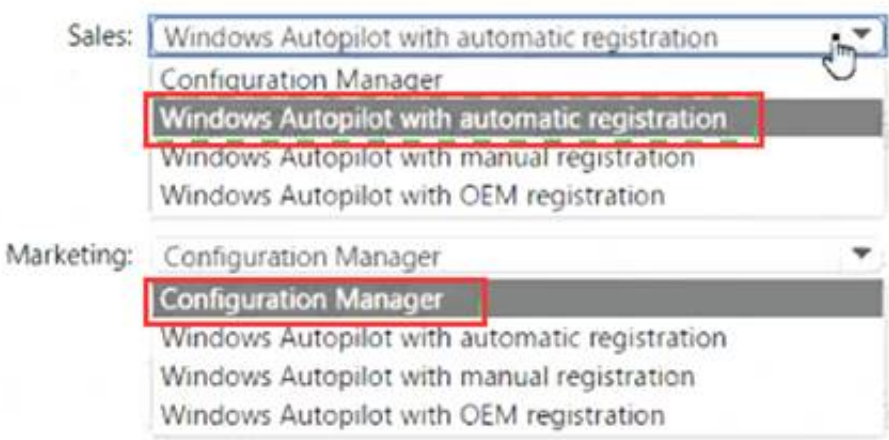 Sales: Windows Autopilot with automatic registration
Configuration Manager
Windows Autopilot with automatic registration
Windows Autopilot with manual registration
Windows Autopilot with OEM registration
Marketing: Configuration Manager
Configuration Manager
Windows Autopilot with automatic registration
Windows Autopilot with manual registration
Windows Autopilot with OEM registration